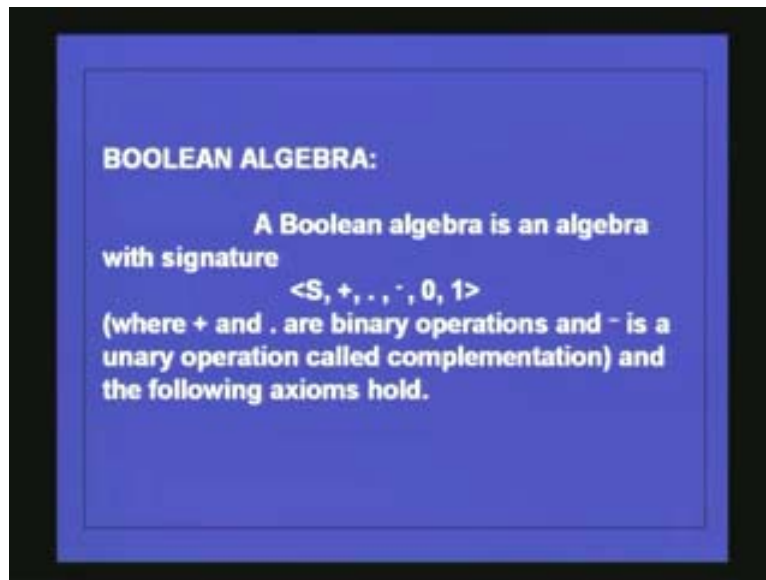 BOOLEAN ALGEBRA:
A Boolean algebra is an algebra
with signature
<S, +, . , ¯, 0, 1>
(where + and . are binary operations and ¯ is a
unary operation called complementation) and
the following axioms hold.